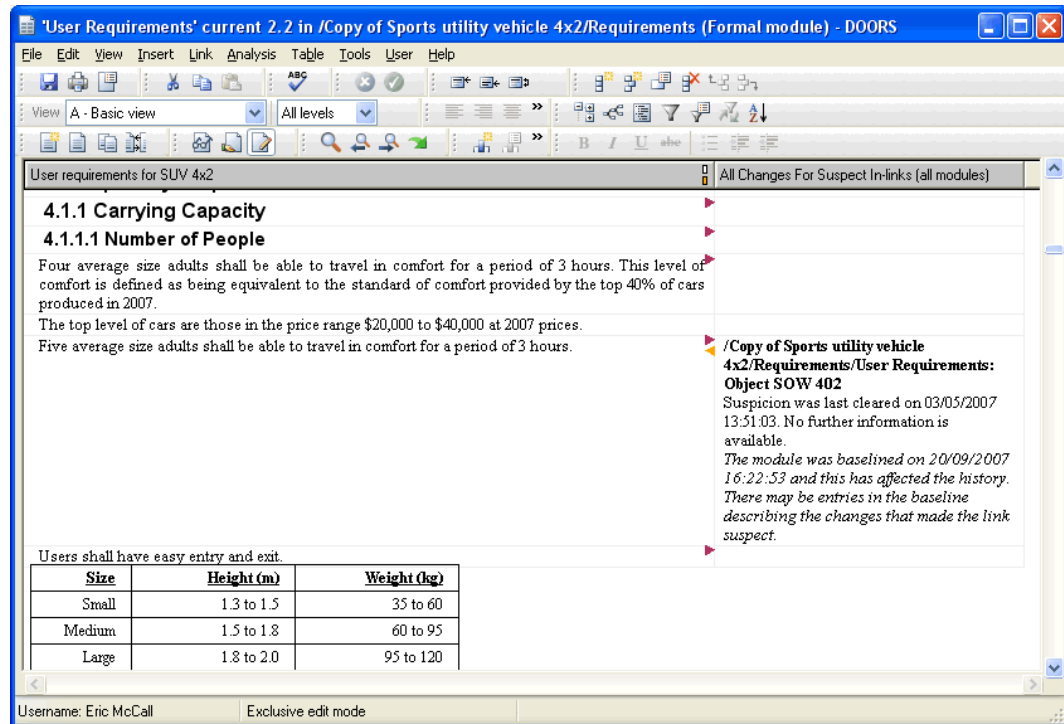 'User Requirements' current 2.2 in /Copy of Sports utility vehicle 4x2/Requirements (Formal module) - DOORS
File Edit View Insert Link Analysis Table Tools User Help
ABC
View A - Basic view All levels »
A Z
» B I U abc
User requirements for SUV 4x2 All Changes For Suspect In-links (all modules)
4.1.1 Carrying Capacity
4.1.1.1 Number of People
Four average size adults shall be able to travel in comfort for a period of 3 hours. This level of
comfort is defined as being equivalent to the standard of comfort provided by the top 40% of cars
produced in 2007.
The top level of cars are those in the price range $20,000 to $40,000 at 2007 prices.
Five average size adults shall be able to travel in comfort for a period of 3 hours.
/Copy of Sports utility vehicle
4x2/Requirements/User Requirements:
Object SOW 402
Suspicion was last cleared on 03/05/2007
13:51:03. No further information is
available.
The module was baselined on 20/09/2007
16:22:53 and this has affected the history.
There may be entries in the baseline
describing the changes that made the link
suspect.
Users shall have easy entry and exit.
Size Height (m) Weight (kg)
Small 1.3 to 1.5 35 to 60
Medium 1.5 to 1.8 60 to 95
Large 1.8 to 2.0 95 to 120
Username: Eric McCall Exclusive edit mode